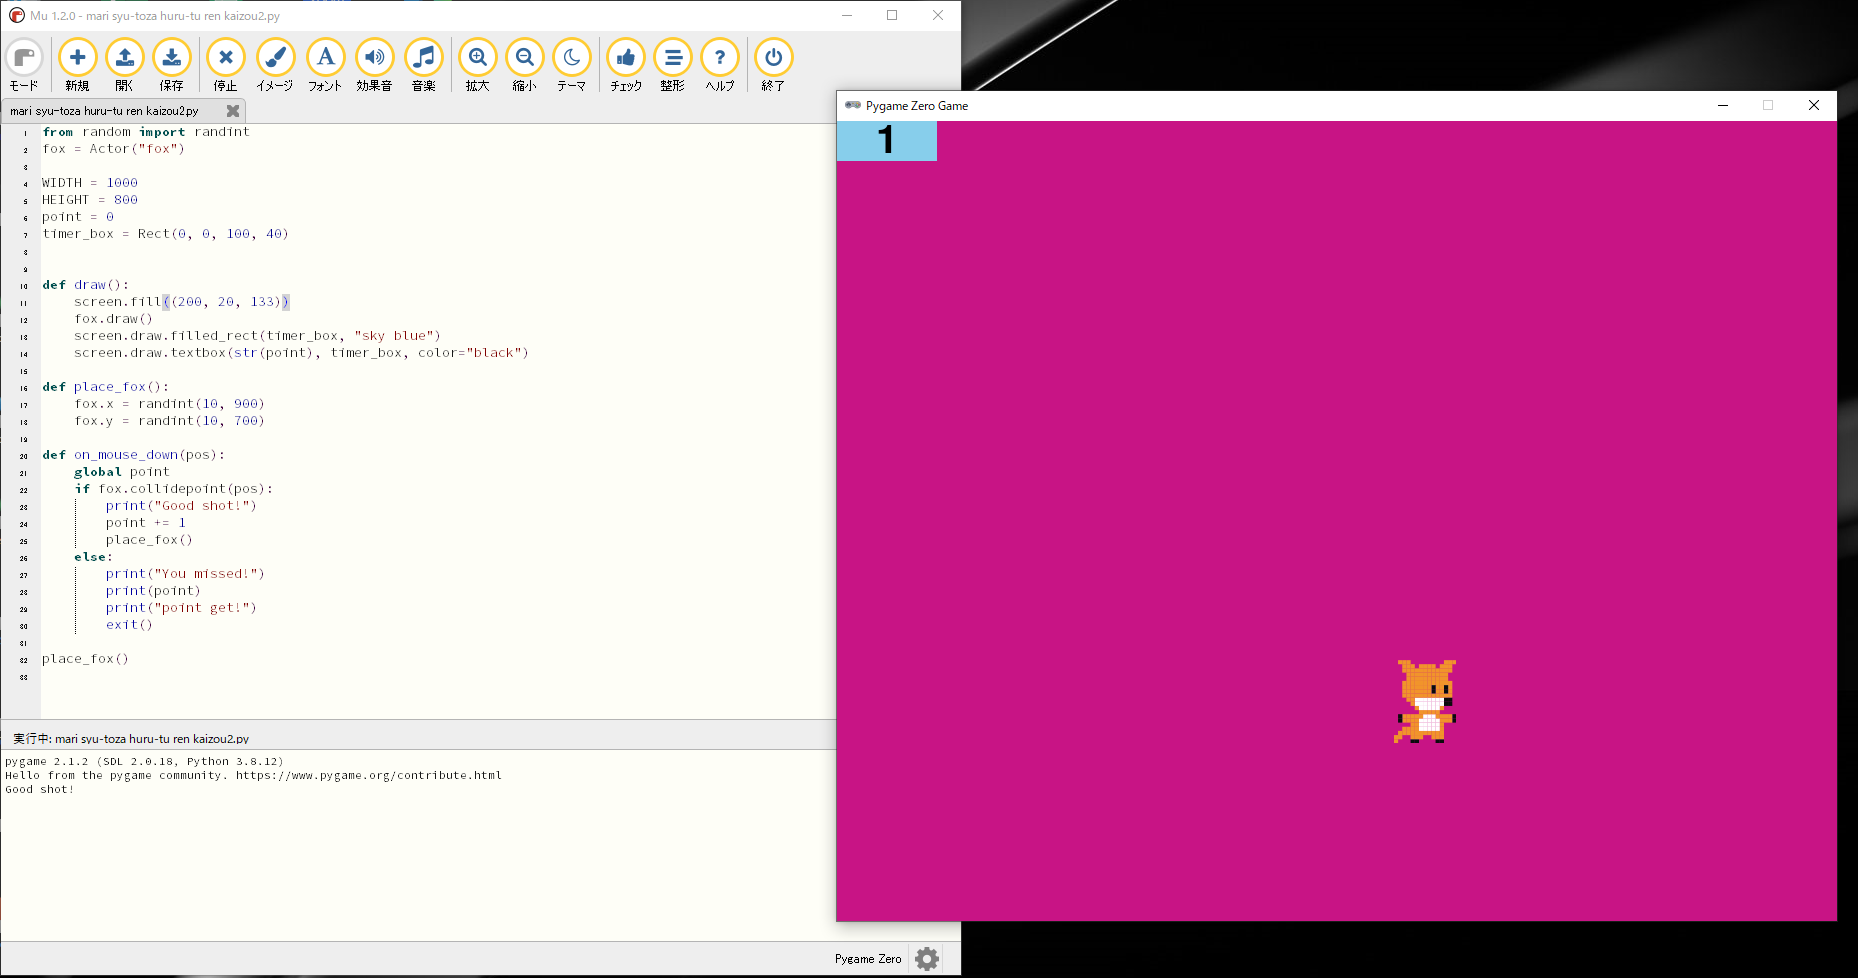 Mu 1.2.0 - mari syu-toza huru-tu ren kaizou2.py
モード 新規 開く 保存 停止 イメージ フォント 効果音 音楽 拡大 縮小 テーマ チェック 整形 ヘルプ 終了
mari syu-toza huru-tu ren kaizou2.py
1 from random import randint
2 fox = Actor("fox")
3
4 WIDTH = 1000
5 HEIGHT = 800
6 point = 0
7 timer_box = Rect(0, 0, 100, 40)
8
9
10 def draw():
11     screen.fill((200, 20, 133))
12     fox.draw()
13     screen.draw.filled_rect(timer_box, "sky blue")
14     screen.draw.textbox(str(point), timer_box, color="black")
15
16 def place_fox():
17     fox.x = randint(10, 900)
18     fox.y = randint(10, 700)
19
20 def on_mouse_down(pos):
21     global point
22     if fox.collidepoint(pos):
23         print("Good shot!")
24         point += 1
25         place_fox()
26     else:
27         print("You missed!")
28         print(point)
29         print("point get!")
30         exit()
31
32 place_fox()
33
実行中: mari syu-toza huru-tu ren kaizou2.py
pygame 2.1.2 (SDL 2.0.18, Python 3.8.12)
Hello from the pygame community. https://www.pygame.org/contribute.html
Good shot!
Pygame Zero
Pygame Zero Game
1